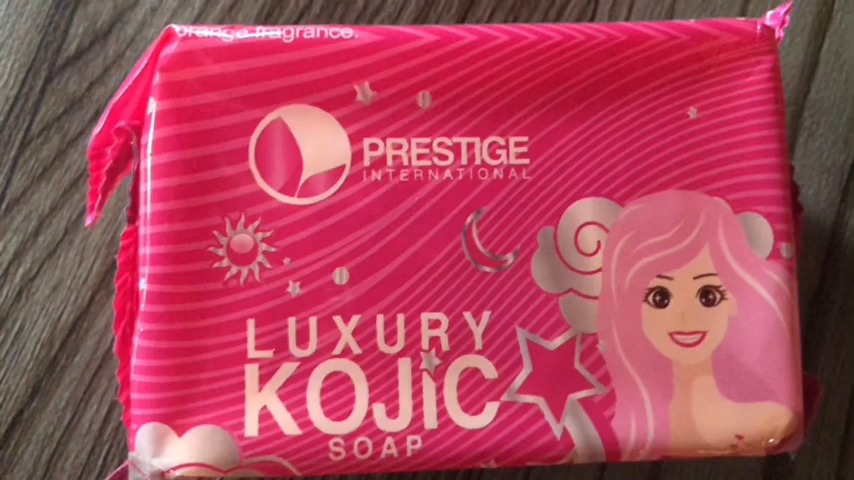 orange fragrance.
PRESTIGE
INTERNATIONAL
LUXURY
KOJiC
SOAP